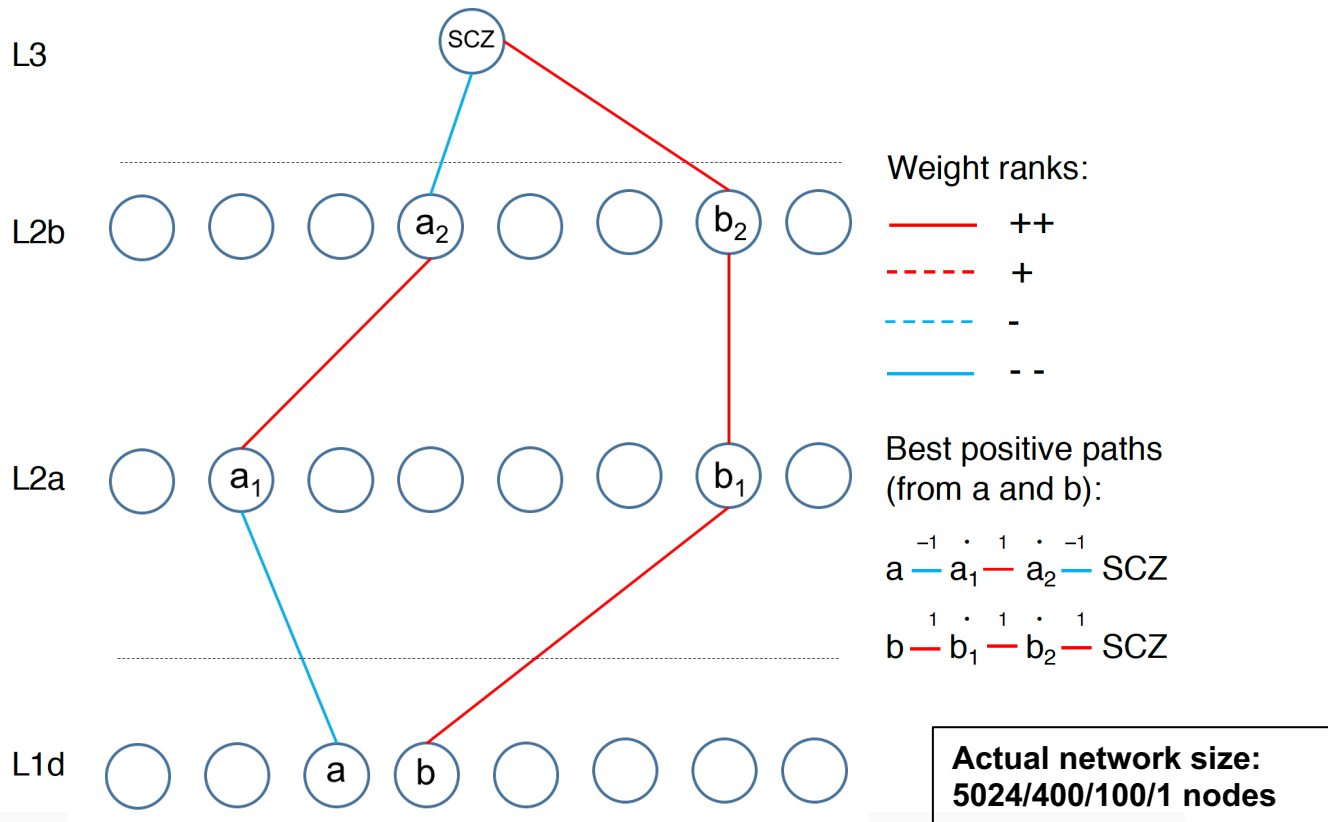 L3
SCZ
Weight ranks:
++
+
-
- -
L2b
a₂
b₂
L2a
a₁
b₁
Best positive paths
(from a and b):
−1 · 1 · −1
a a₁ a₂ SCZ
1 · 1 · 1
b b₁ b₂ SCZ
L1d
a
b
Actual network size:
5024/400/100/1 nodes